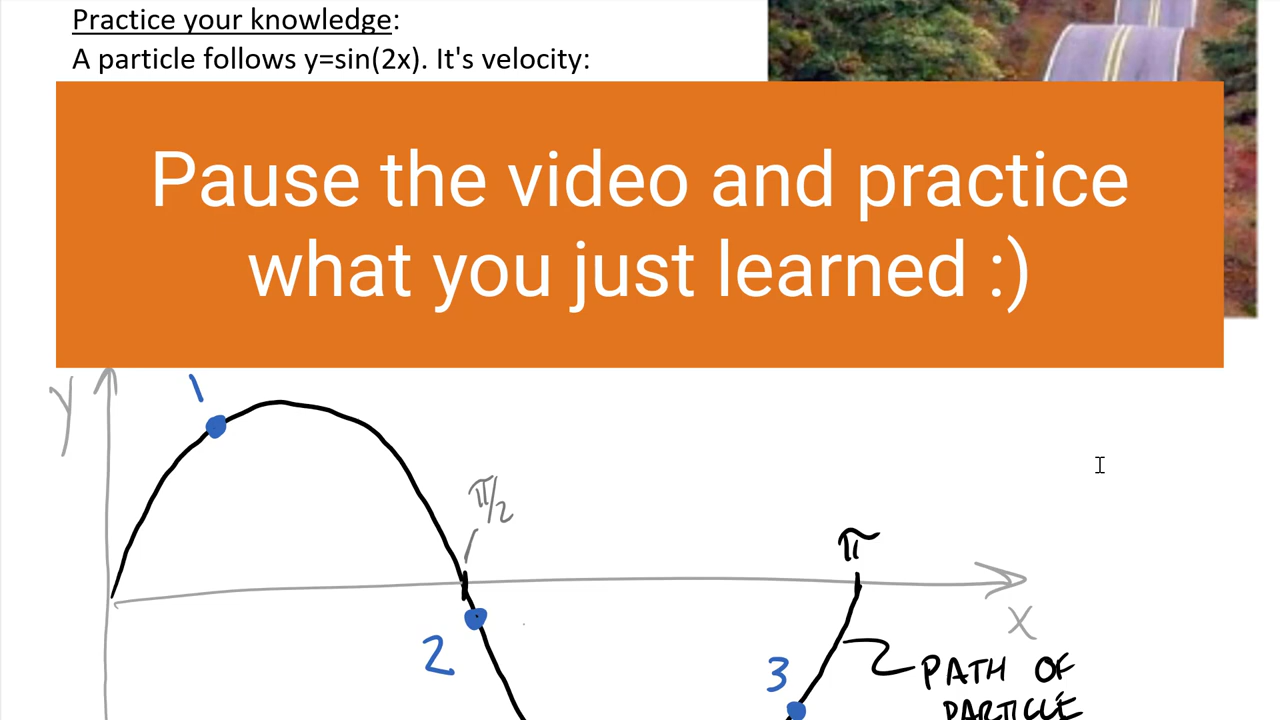 Practice your knowledge:
A particle follows y=sin(2x). It's velocity:
Pause the video and practice
what you just learned :)
y
1
π/2
π
x
2
3
PATH OF
PARTICLE